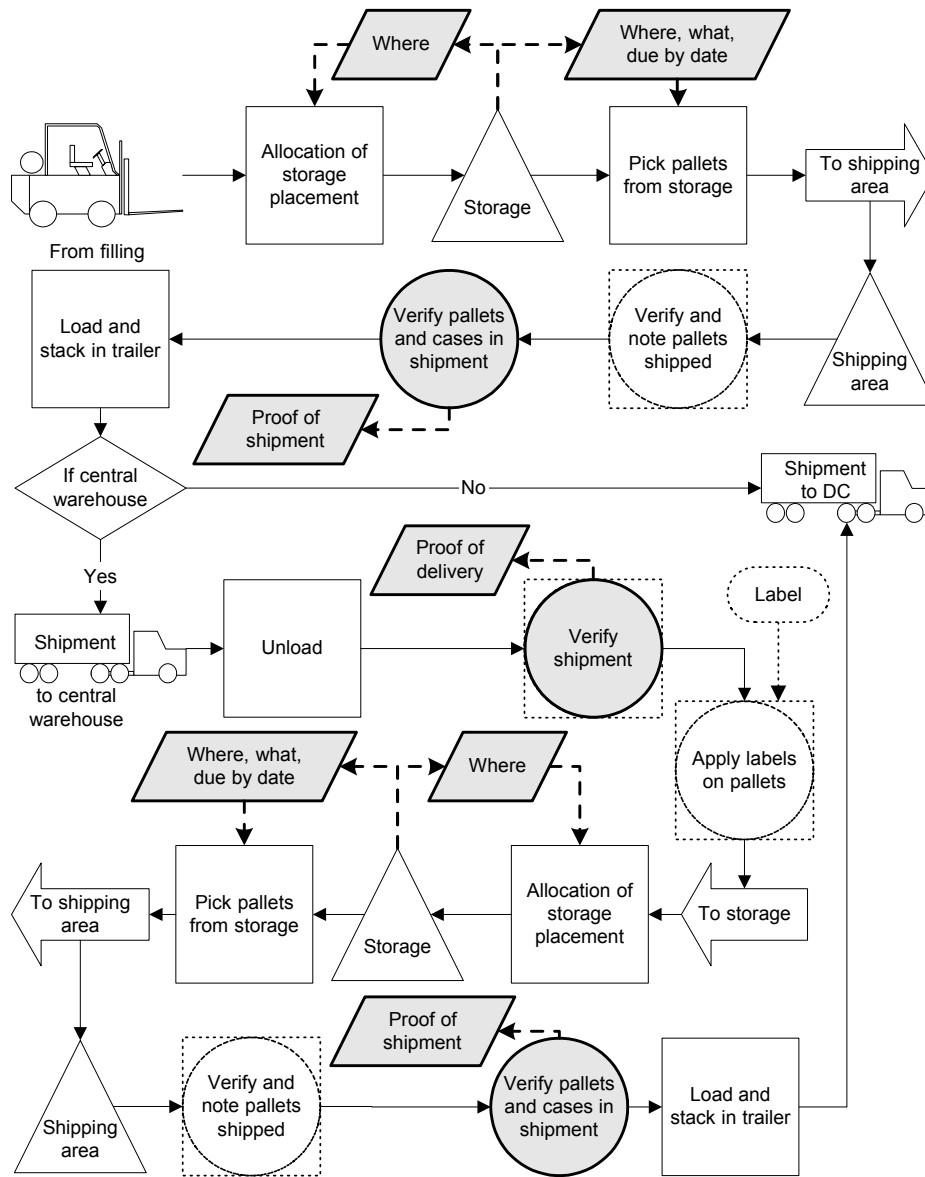 Where
Where, what,
due by date
Allocation of
storage
placement
Storage
Pick pallets
from storage
To shipping
area
From filling
Load and
stack in trailer
Verify pallets
and cases in
shipment
Verify and
note pallets
shipped
Shipping
area
Proof of
shipment
If central
warehouse
No
Shipment
to DC
Yes
Proof of
delivery
Label
Shipment
to central
warehouse
Unload
Verify
shipment
Apply labels
on pallets
Where, what,
due by date
Where
To shipping
area
Pick pallets
from storage
Storage
Allocation of
storage
placement
To storage
Proof of
shipment
Shipping
area
Verify and
note pallets
shipped
Verify pallets
and cases in
shipment
Load and
stack in trailer